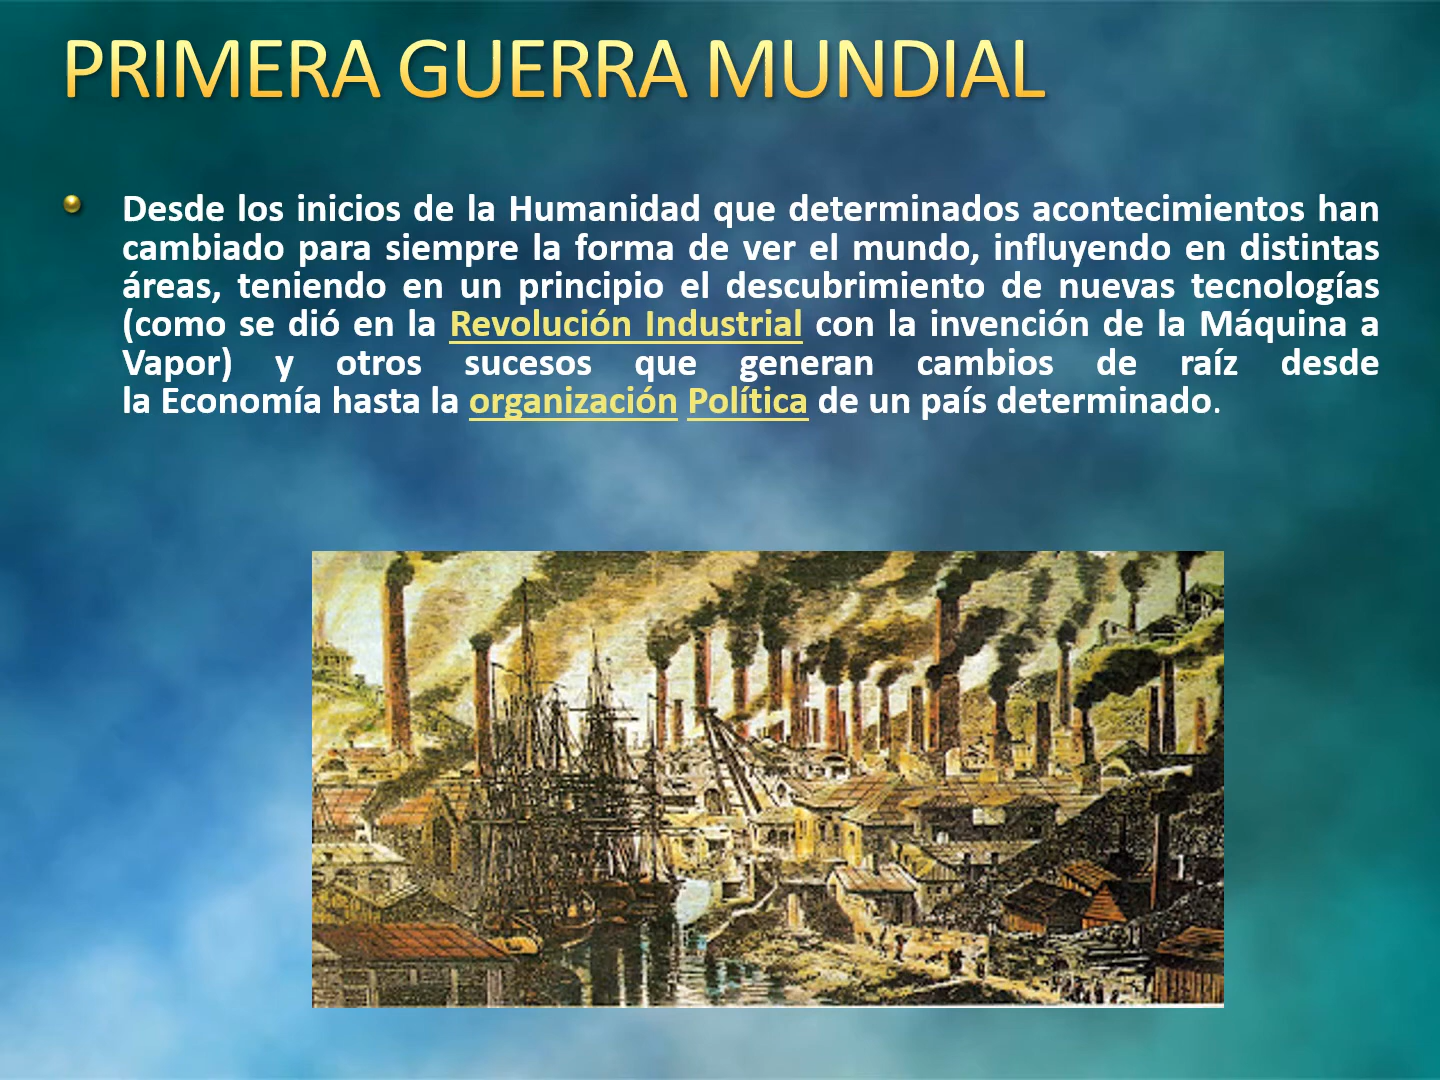 PRIMERA GUERRA MUNDIAL
Desde los inicios de la Humanidad que determinados acontecimientos han
cambiado para siempre la forma de ver el mundo, influyendo en distintas
áreas, teniendo en un principio el descubrimiento de nuevas tecnologías
(como se dió en la Revolución Industrial con la invención de la Máquina a
Vapor) y otros sucesos que generan cambios de raíz desde
la Economía hasta la organización Política de un país determinado.